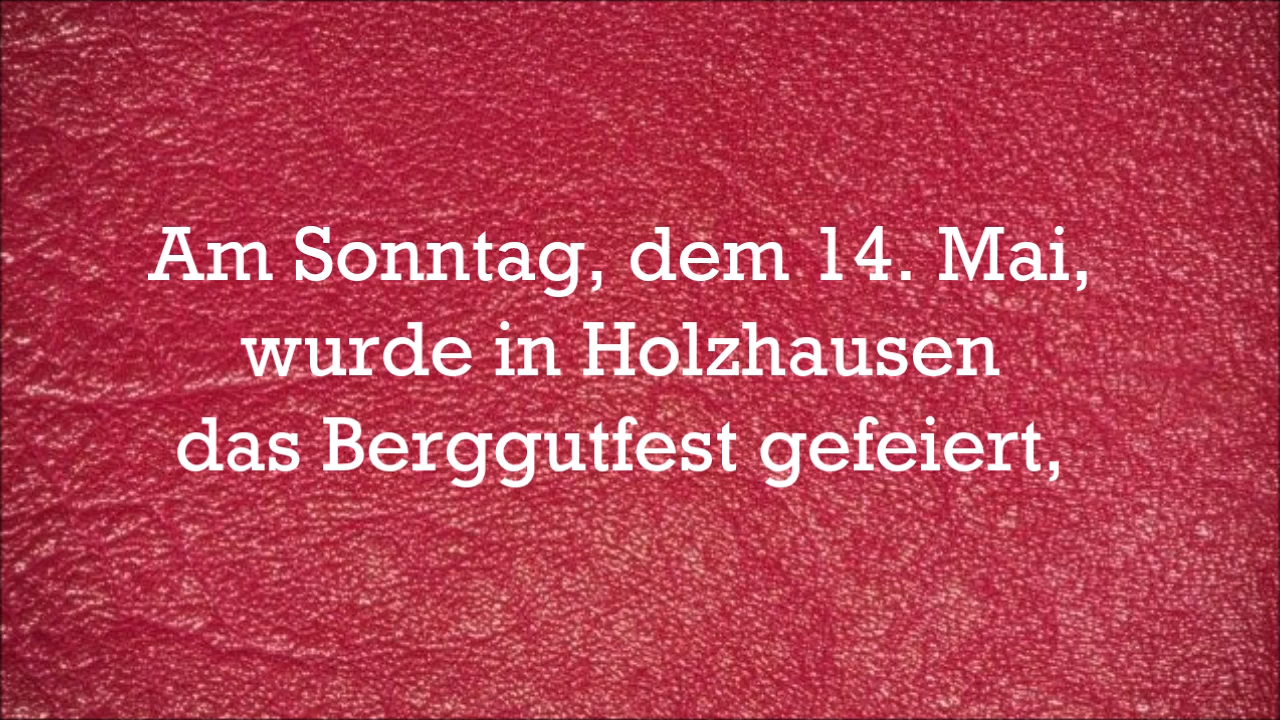 Am Sonntag, dem 14. Mai,
wurde in Holzhausen
das Berggutfest gefeiert,